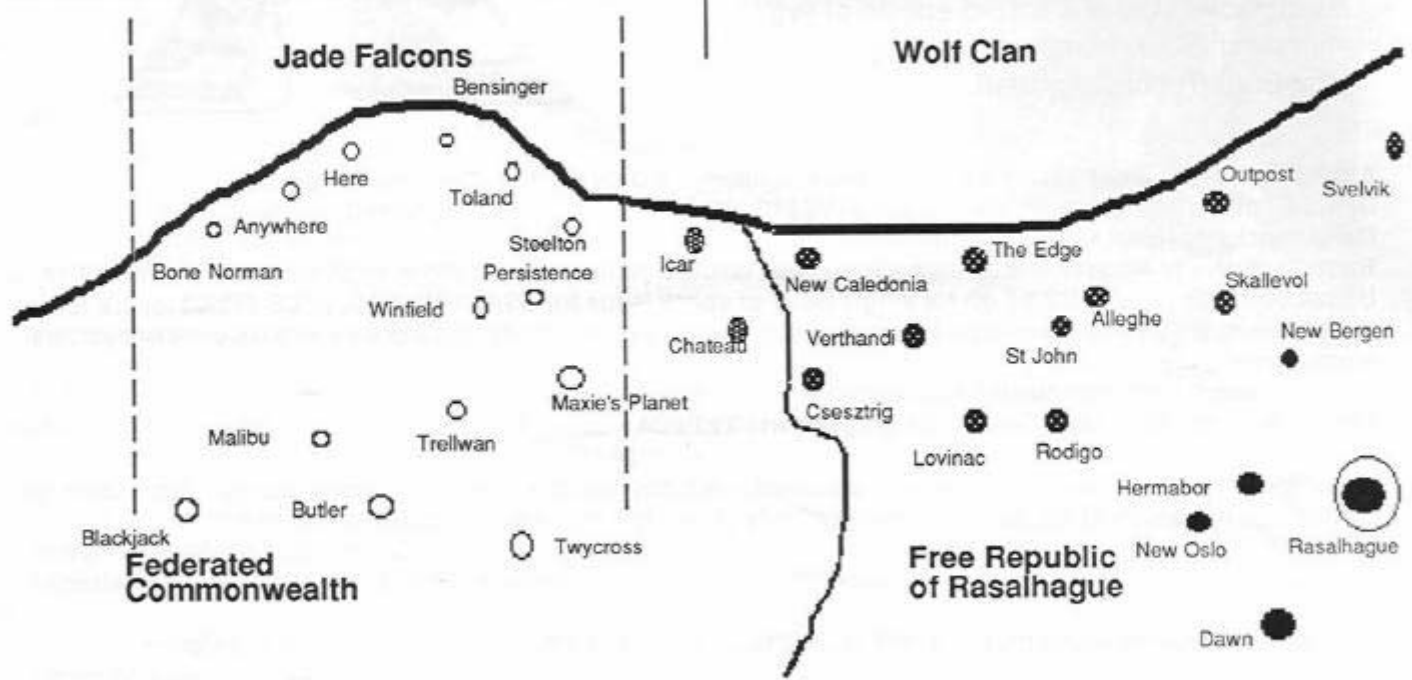 Jade Falcons
Wolf Clan
Bensinger
Here
Outpost
Svelvik
Toland
Anywhere
Steelton
Icar
The Edge
Bone Norman
Persistence
New Caledonia
Skallevol
Winfield
Alleghe
Chateau
Verthandi
St John
New Bergen
Maxie's Planet
Csesztrig
Malibu
Trellwan
Lovinac
Rodigo
Hermabor
Butler
Blackjack
Twycross
New Oslo
Rasalhague
Federated
Commonwealth
Free Republic
of Rasalhague
Dawn